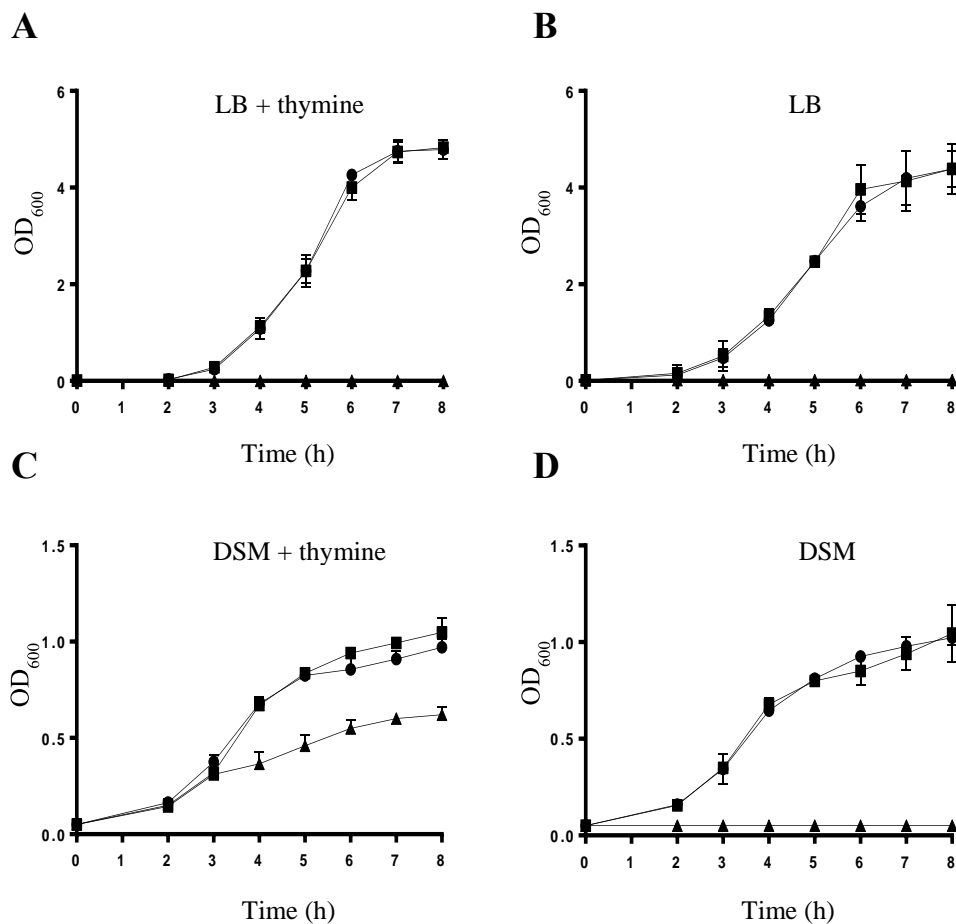 A
LB + thymine
6
4
2
0
OD600
0 1 2 3 4 5 6 7 8
Time (h)
B
LB
6
4
2
0
OD600
0 1 2 3 4 5 6 7 8
Time (h)
C
DSM + thymine
1.5
1.0
0.5
0.0
OD600
0 1 2 3 4 5 6 7 8
Time (h)
D
DSM
1.5
1.0
0.5
0.0
OD600
0 1 2 3 4 5 6 7 8
Time (h)